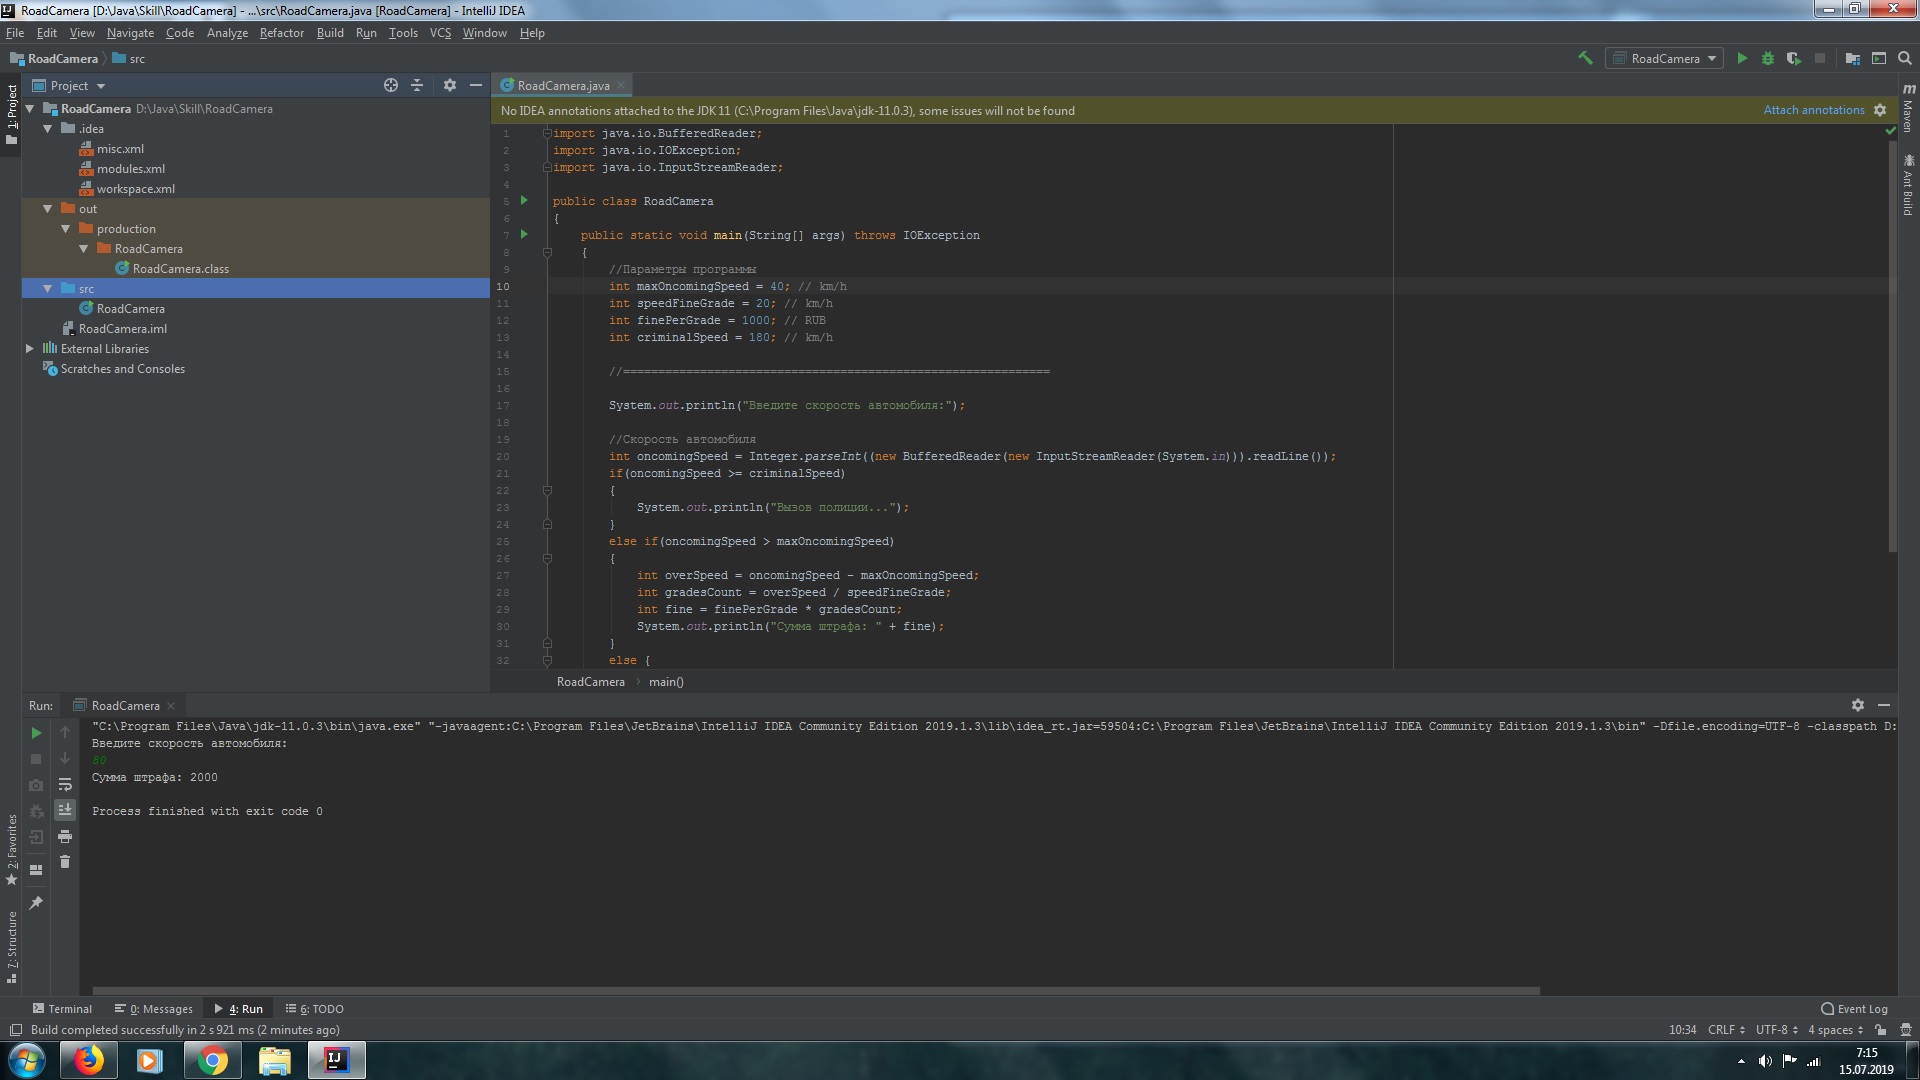 RoadCamera [D:\Java\Skill\RoadCamera] - ...\src\RoadCamera.java [RoadCamera] - IntelliJ IDEA
File Edit View Navigate Code Analyze Refactor Build Run Tools VCS Window Help
RoadCamera src
RoadCamera
1: Project
Project
RoadCamera D:\Java\Skill\RoadCamera
.idea
misc.xml
modules.xml
workspace.xml
out
production
RoadCamera
RoadCamera.class
src
RoadCamera
RoadCamera.iml
External Libraries
Scratches and Consoles
RoadCamera.java
No IDEA annotations attached to the JDK 11 (C:\Program Files\Java\jdk-11.0.3), some issues will not be found
Attach annotations
1 import java.io.BufferedReader;
2 import java.io.IOException;
3 import java.io.InputStreamReader;
4
5 public class RoadCamera
6 {
7 public static void main(String[] args) throws IOException
8 {
9 //Параметры программы
10 int maxOncomingSpeed = 40; // km/h
11 int speedFineGrade = 20; // km/h
12 int finePerGrade = 1000; // RUB
13 int criminalSpeed = 180; // km/h
14
15 //=============================================================
16
17 System.out.println("Введите скорость автомобиля:");
18
19 //Скорость автомобиля
20 int oncomingSpeed = Integer.parseInt((new BufferedReader(new InputStreamReader(System.in))).readLine());
21 if(oncomingSpeed >= criminalSpeed)
22 {
23 System.out.println("Вызов полиции...");
24 }
25 else if(oncomingSpeed > maxOncomingSpeed)
26 {
27 int overSpeed = oncomingSpeed - maxOncomingSpeed;
28 int gradesCount = overSpeed / speedFineGrade;
29 int fine = finePerGrade * gradesCount;
30 System.out.println("Сумма штрафа: " + fine);
31 }
32 else {
RoadCamera main()
Maven
Ant Build
Run: RoadCamera
"C:\Program Files\Java\jdk-11.0.3\bin\java.exe" "-javaagent:C:\Program Files\JetBrains\IntelliJ IDEA Community Edition 2019.1.3\lib\idea_rt.jar=59504:C:\Program Files\JetBrains\IntelliJ IDEA Community Edition 2019.1.3\bin" -Dfile.encoding=UTF-8 -classpath D:
Введите скорость автомобиля:
80
Сумма штрафа: 2000
Process finished with exit code 0
2: Favorites
7: Structure
Terminal 0: Messages 4: Run 6: TODO Event Log
Build completed successfully in 2 s 921 ms (2 minutes ago) 10:34 CRLF UTF-8 4 spaces
7:15
15.07.2019